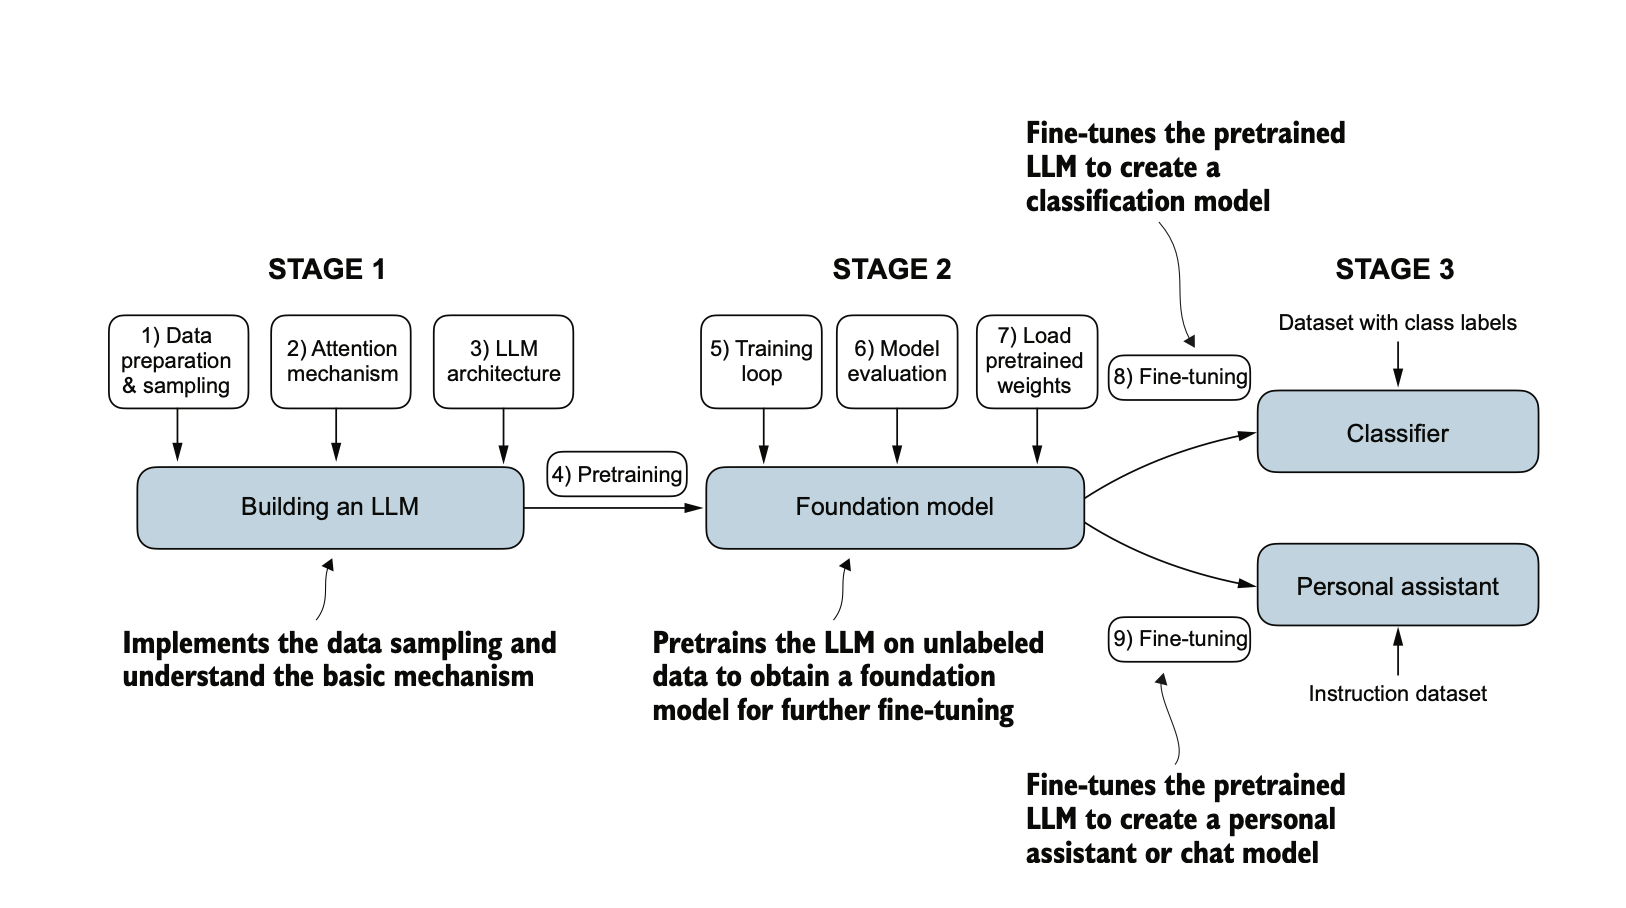 Fine-tunes the pretrained
LLM to create a
classification model
STAGE 1
STAGE 2
STAGE 3
1) Data
preparation
& sampling
2) Attention
mechanism
3) LLM
architecture
5) Training
loop
6) Model
evaluation
7) Load
pretrained
weights
8) Fine-tuning
Dataset with class labels
Classifier
4) Pretraining
Building an LLM
Foundation model
Personal assistant
9) Fine-tuning
Instruction dataset
Implements the data sampling and
understand the basic mechanism
Pretrains the LLM on unlabeled
data to obtain a foundation
model for further fine-tuning
Fine-tunes the pretrained
LLM to create a personal
assistant or chat model